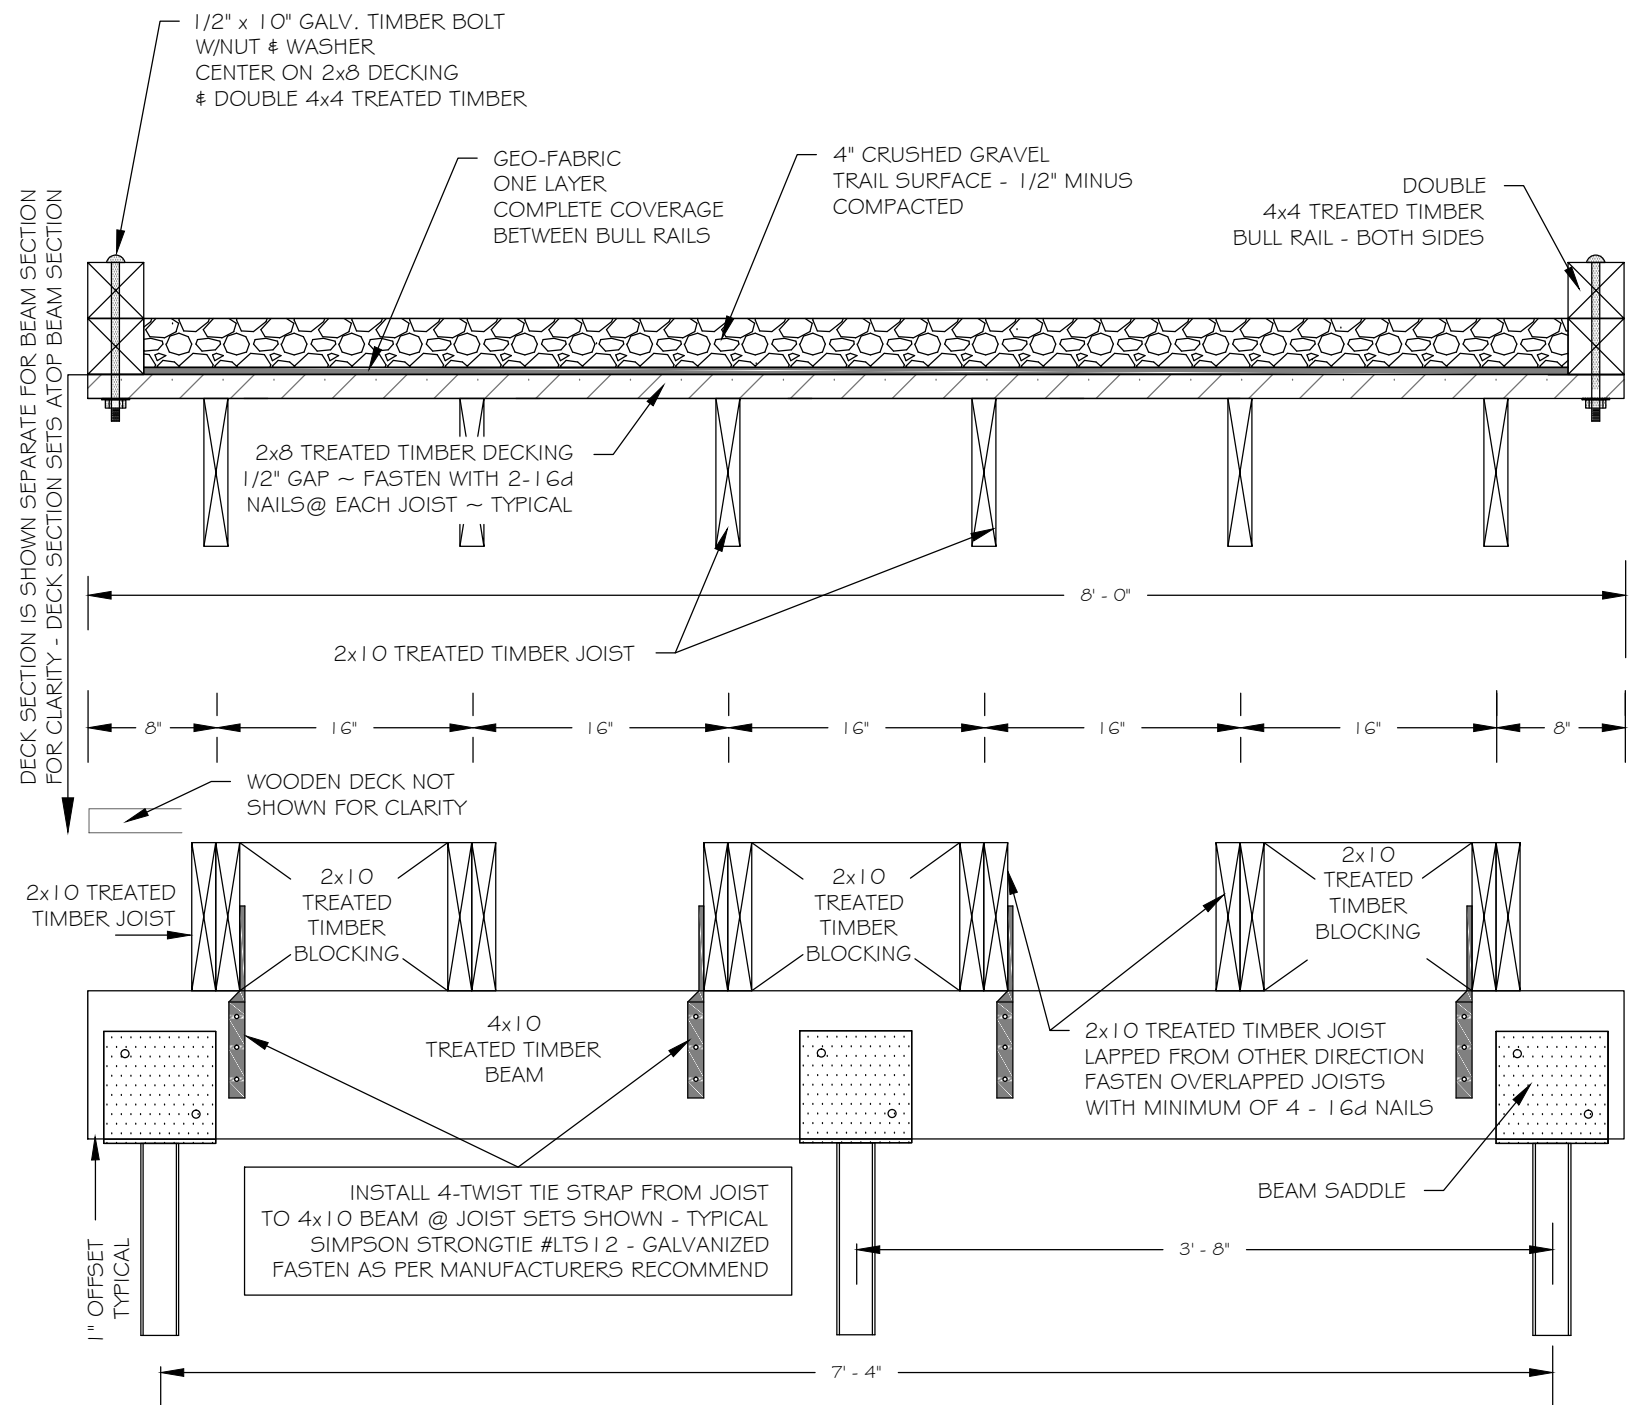 1/2" x 10" GALV. TIMBER BOLT
W/NUT & WASHER
CENTER ON 2x8 DECKING
& DOUBLE 4x4 TREATED TIMBER
GEO-FABRIC
ONE LAYER
COMPLETE COVERAGE
BETWEEN BULL RAILS
4" CRUSHED GRAVEL
TRAIL SURFACE - 1/2" MINUS
COMPACTED
DOUBLE
4x4 TREATED TIMBER
BULL RAIL - BOTH SIDES
DECK SECTION IS SHOWN SEPARATE FOR BEAM SECTION
FOR CLARITY - DECK SECTION SETS ATOP BEAM SECTION
2x8 TREATED TIMBER DECKING
1/2" GAP ~ FASTEN WITH 2-16d
NAILS@ EACH JOIST ~ TYPICAL
8' - 0"
2x10 TREATED TIMBER JOIST
8"
16"
16"
16"
16"
16"
8"
WOODEN DECK NOT
SHOWN FOR CLARITY
2x10 TREATED
TIMBER JOIST
2x10
TREATED
TIMBER
BLOCKING
2x10
TREATED
TIMBER
BLOCKING
2x10
TREATED
TIMBER
BLOCKING
4x10
TREATED TIMBER
BEAM
2x10 TREATED TIMBER JOIST
LAPPED FROM OTHER DIRECTION
FASTEN OVERLAPPED JOISTS
WITH MINIMUM OF 4 - 16d NAILS
INSTALL 4-TWIST TIE STRAP FROM JOIST
TO 4x10 BEAM @ JOIST SETS SHOWN - TYPICAL
SIMPSON STRONGTIE #LTS12 - GALVANIZED
FASTEN AS PER MANUFACTURERS RECOMMEND
BEAM SADDLE
1" OFFSET
TYPICAL
3' - 8"
7' - 4"